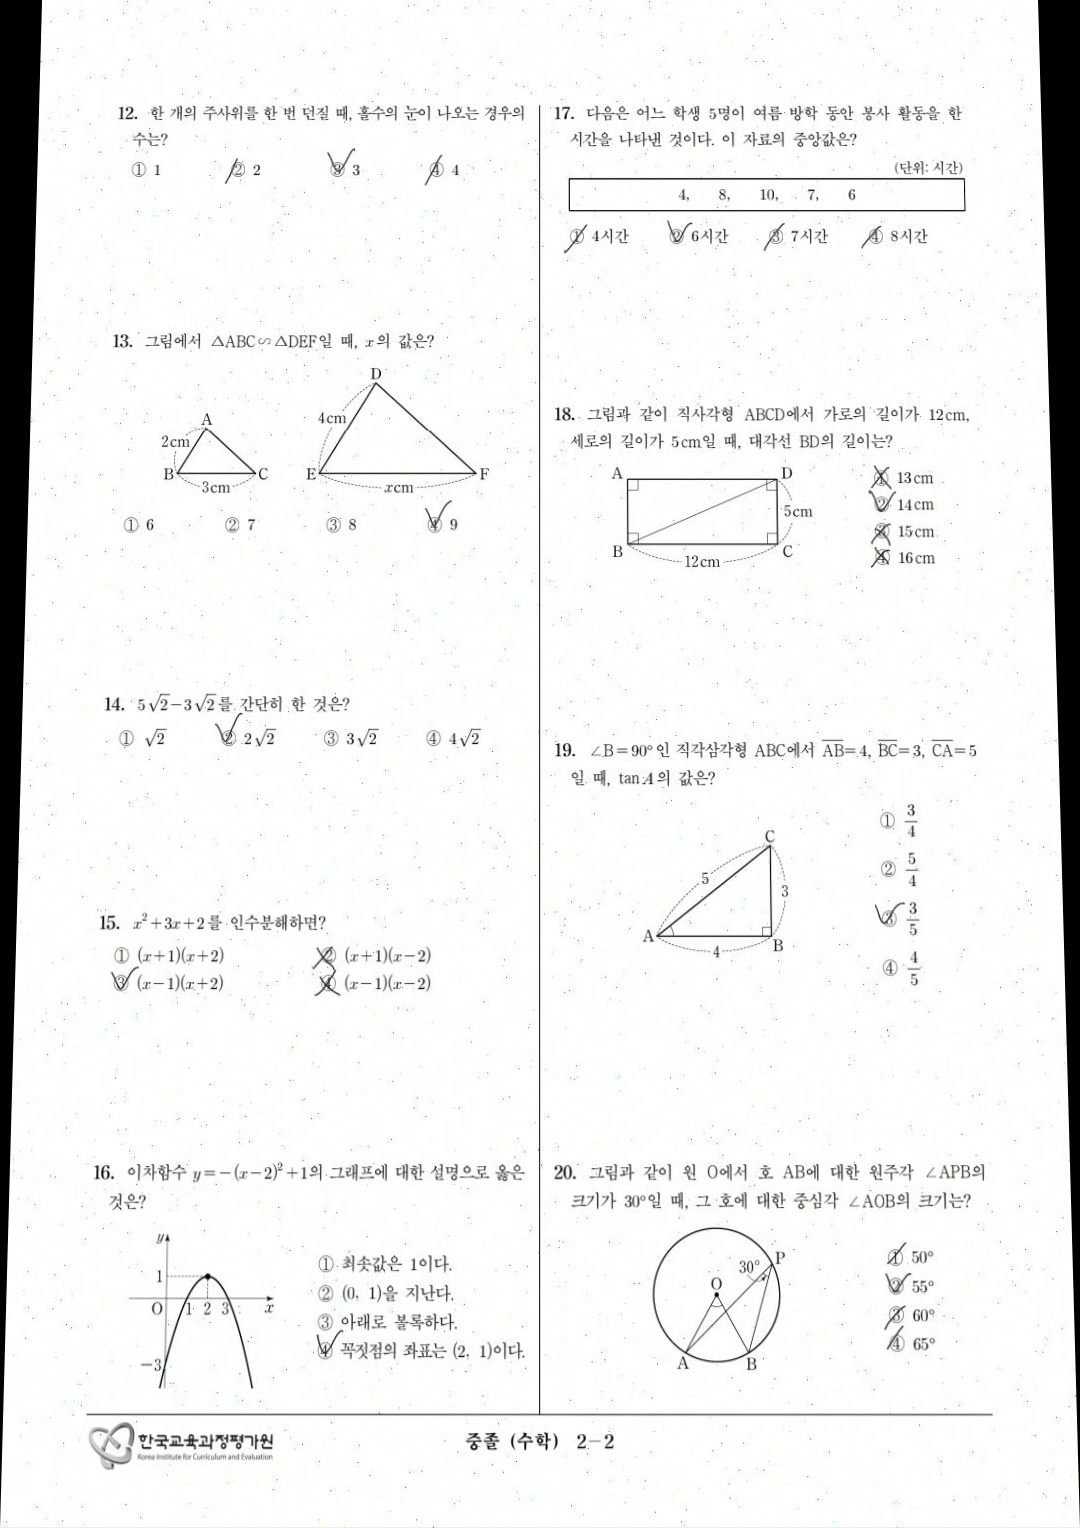 12. 한 개의 주사위를 한 번 던질 때, 홀수의 눈이 나오는 경우의
수는?
① 1 ② 2 ③ 3 ④ 4
13. 그림에서 △ABC∽△DEF일 때, x의 값은?
D
4cm
A
2cm
B C E F
3cm xcm
① 6 ② 7 ③ 8 ④ 9
14. 5√2−3√2를 간단히 한 것은?
① √2 ② 2√2 ③ 3√2 ④ 4√2
15. x²+3x+2를 인수분해하면?
① (x+1)(x+2) ② (x+1)(x−2)
③ (x−1)(x+2) ④ (x−1)(x−2)
16. 이차함수 y=−(x−2)²+1의 그래프에 대한 설명으로 옳은
것은?
y
1
O 1 2 3 x
−3
① 최솟값은 1이다.
② (0, 1)을 지난다.
③ 아래로 볼록하다.
④ 꼭짓점의 좌표는 (2, 1)이다.
17. 다음은 어느 학생 5명이 여름 방학 동안 봉사 활동을 한
시간을 나타낸 것이다. 이 자료의 중앙값은?
(단위: 시간)
4, 8, 10, 7, 6
① 4시간 ② 6시간 ③ 7시간 ④ 8시간
18. 그림과 같이 직사각형 ABCD에서 가로의 길이가 12cm,
세로의 길이가 5cm일 때, 대각선 BD의 길이는?
A D
5cm
B C
12cm
① 13cm
② 14cm
③ 15cm
④ 16cm
19. ∠B=90°인 직각삼각형 ABC에서 AB=4, BC=3, CA=5
일 때, tan A의 값은?
C
5
3
A
4
B
① 3/4
② 5/4
③ 3/5
④ 4/5
20. 그림과 같이 원 O에서 호 AB에 대한 원주각 ∠APB의
크기가 30°일 때, 그 호에 대한 중심각 ∠AOB의 크기는?
30° P
O
A B
① 50°
② 55°
③ 60°
④ 65°
한국교육과정평가원
Korea Institute for Curriculum and Evaluation
중졸 (수학) 2−2